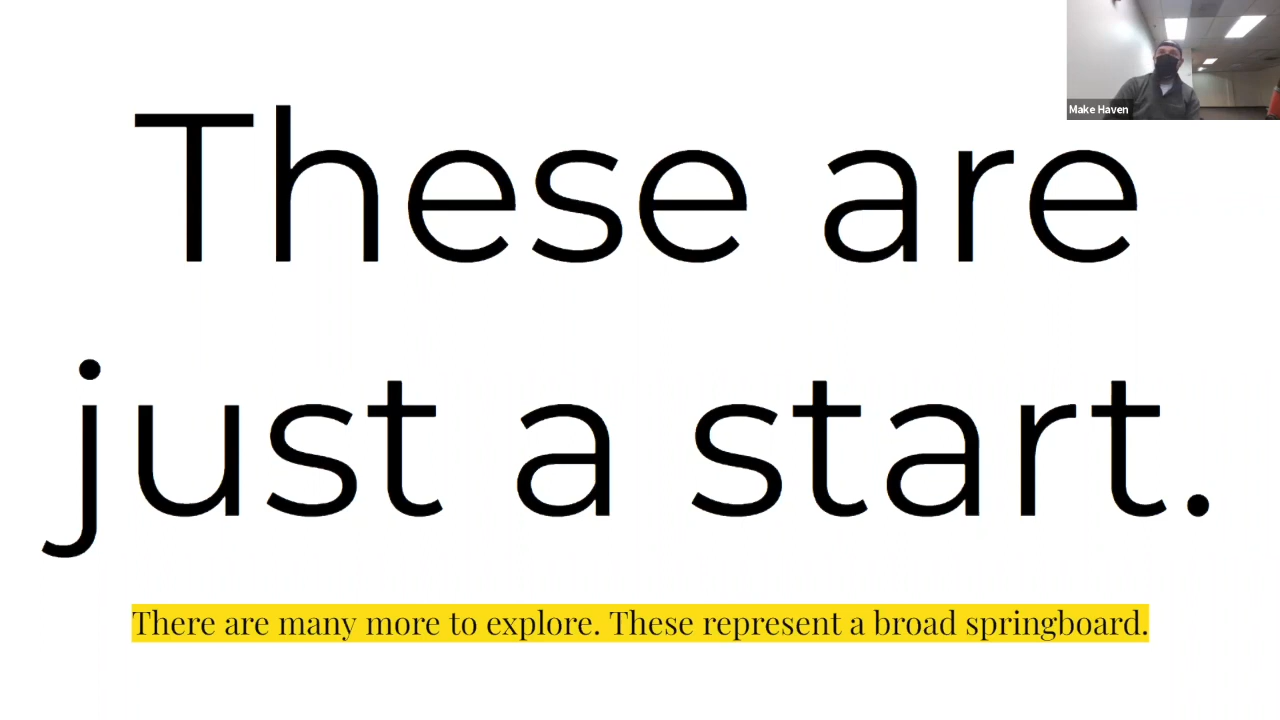 Make Haven
These are
just a start.
There are many more to explore. These represent a broad springboard.